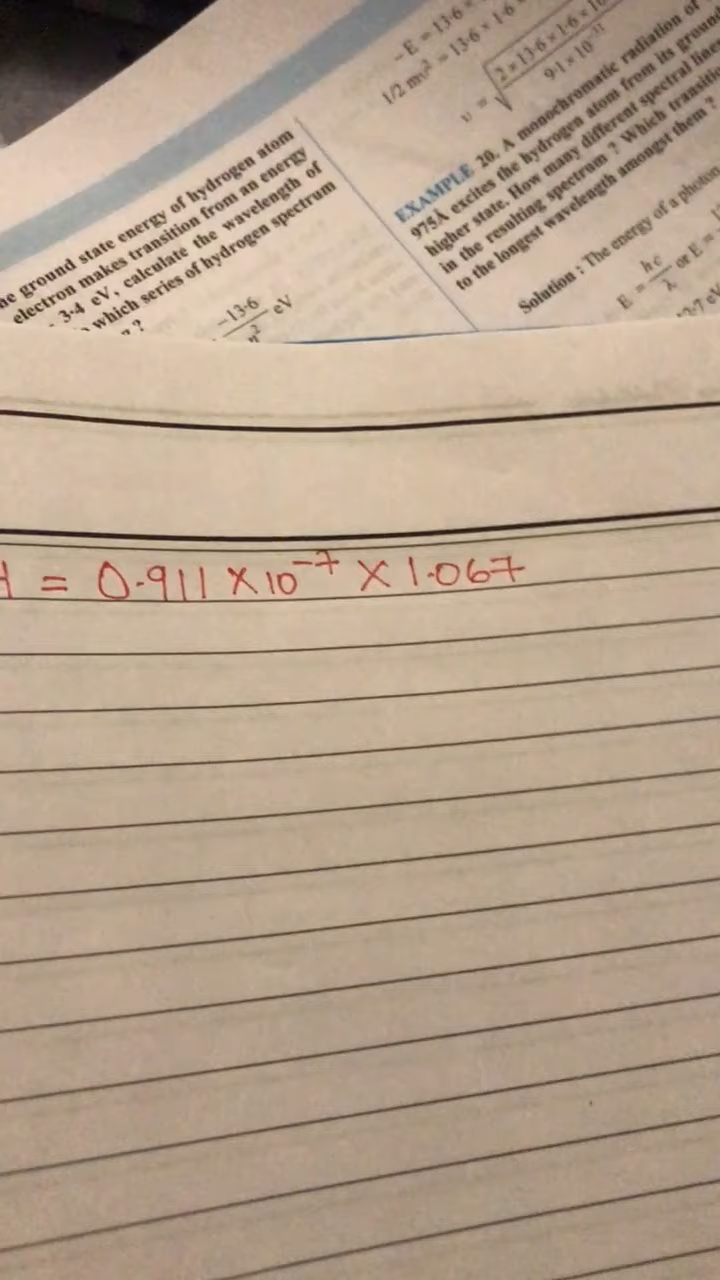 -E = 13·6 ×
1/2 mv² = 13·6 × 1·6 ×
υ = √(2 × 13·6 × 1·6 × 10 / 9·1 × 10⁻³¹)
ground state energy of hydrogen atom
electron makes transition from an energy
3·4 eV, calculate the wavelength of
which series of hydrogen spectrum
?
-13·6 / n² eV
EXAMPLE 20. A monochromatic radiation of
975Å excites the hydrogen atom from its ground
higher state. How many different spectral lines
in the resulting spectrum ? Which transition
to the longest wavelength amongst them ?
Solution : The energy of a photon
E = hc/λ or E =
eV
= 0.911 × 10⁻⁷ × 1.067